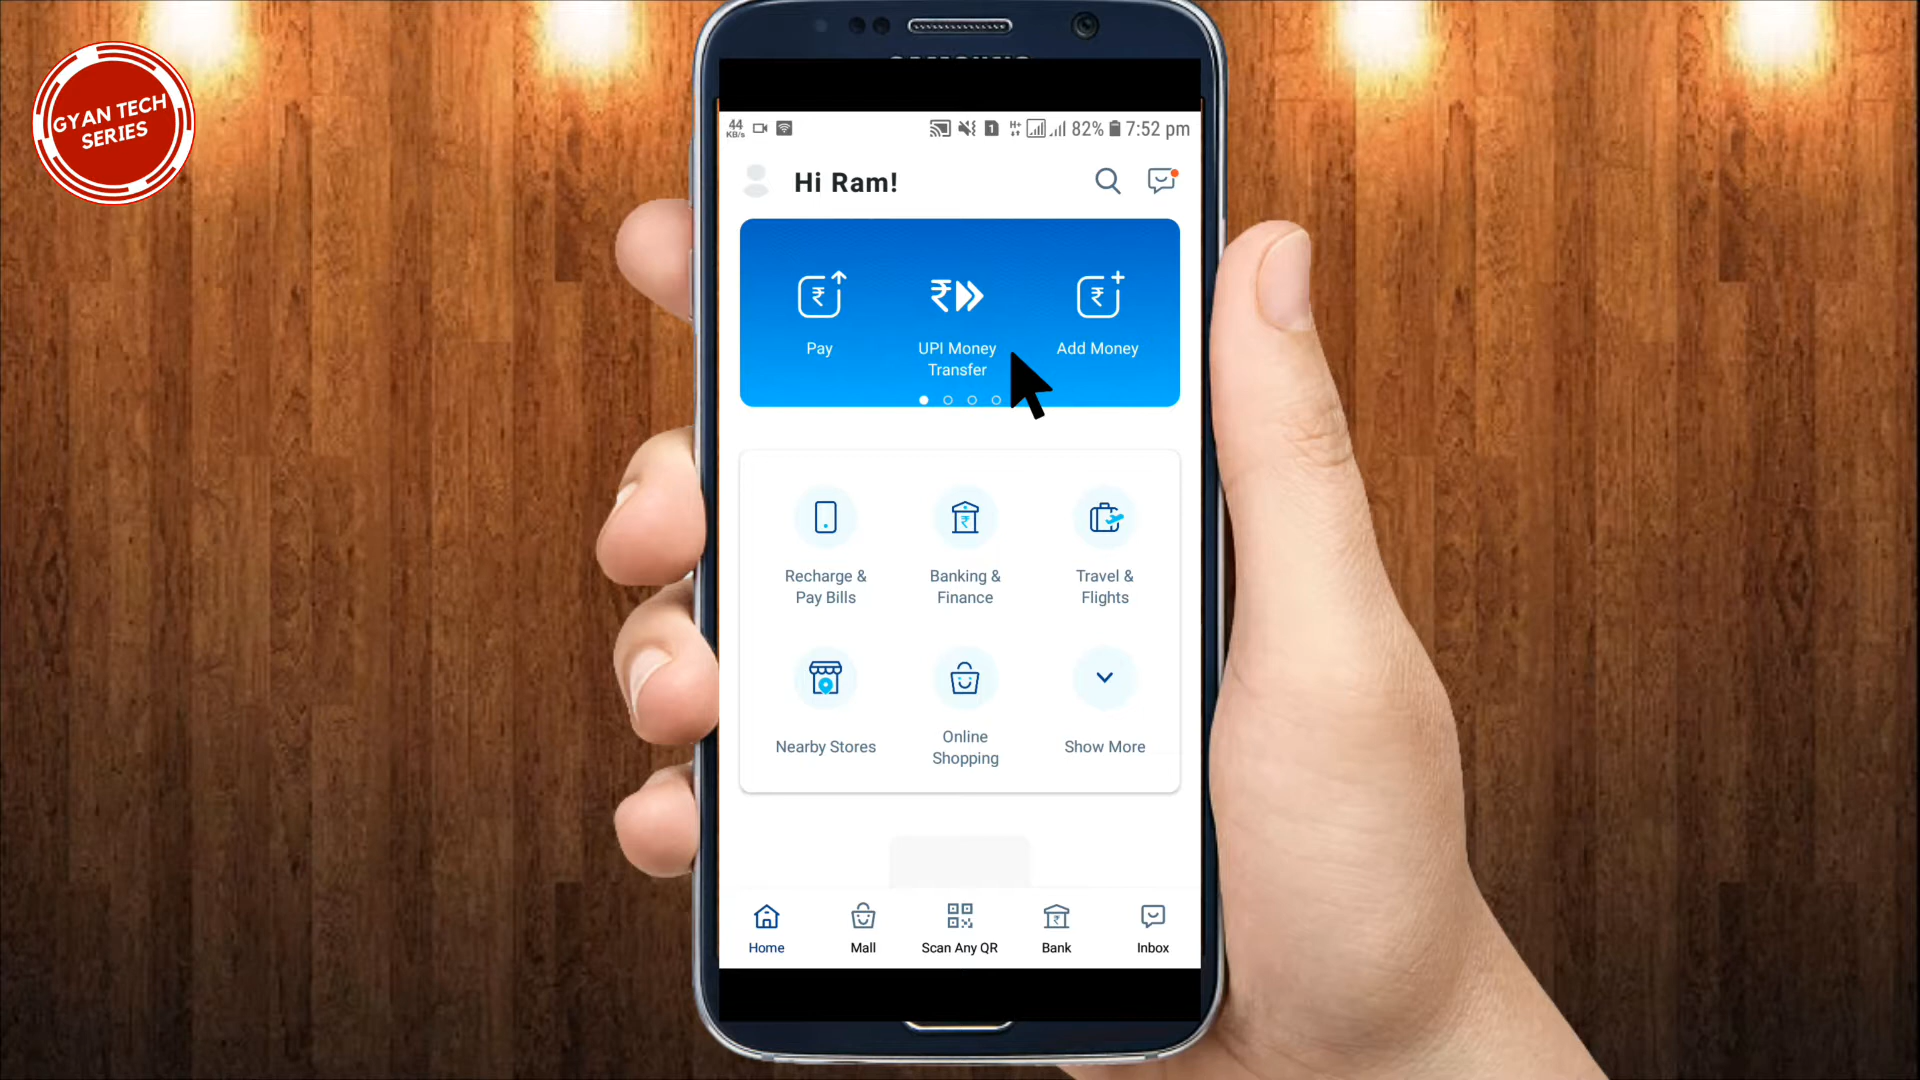 GYAN TECH
SERIES
44
KB/s
1
H+
82%
7:52 pm
Hi Ram!
Pay
UPI Money
Transfer
Add Money
Recharge &
Pay Bills
Banking &
Finance
Travel &
Flights
Nearby Stores
Online
Shopping
Show More
Home
Mall
Scan Any QR
Bank
Inbox